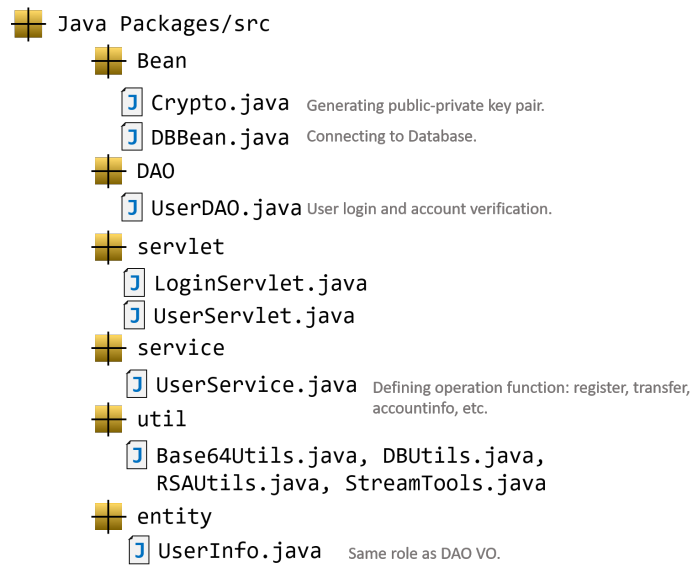 Java Packages/src
Bean
J Crypto.java Generating public-private key pair.
J DBBean.java Connecting to Database.
DAO
J UserDAO.java User login and account verification.
servlet
J LoginServlet.java
J UserServlet.java
service
J UserService.java Defining operation function: register, transfer,
accountinfo, etc.
util
J Base64Utils.java, DBUtils.java,
RSAUtils.java, StreamTools.java
entity
J UserInfo.java Same role as DAO VO.